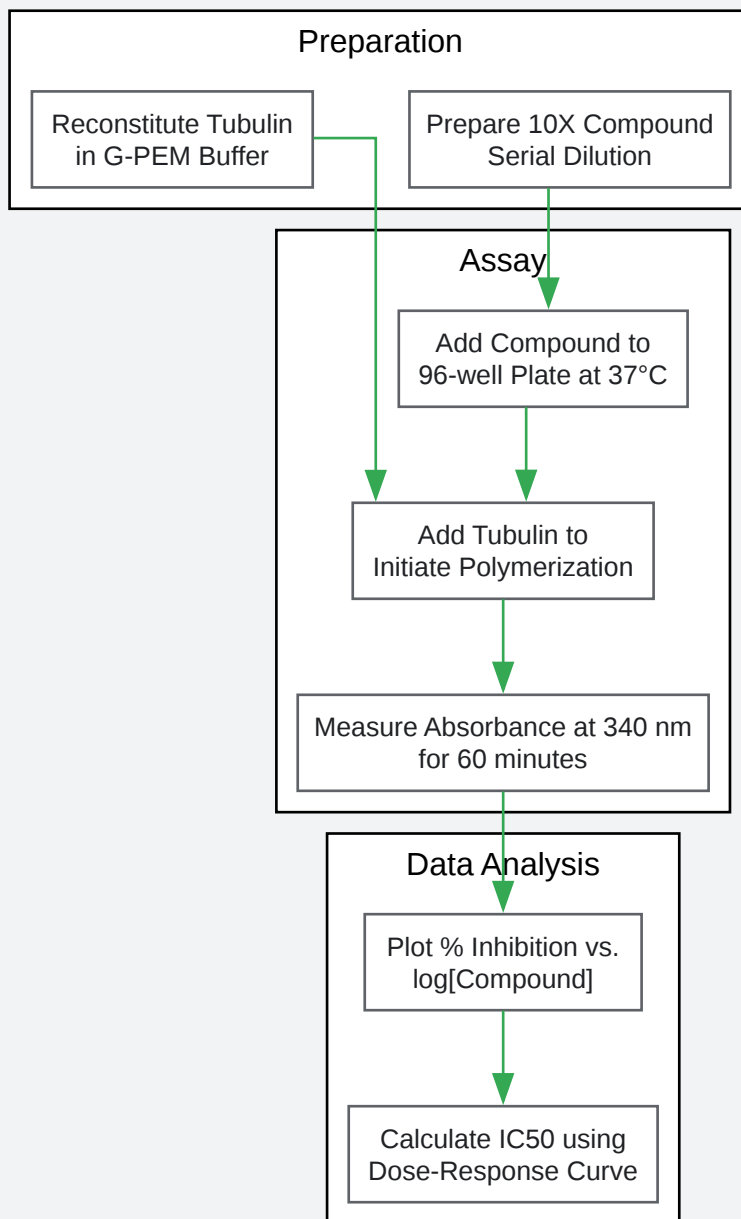 Preparation
Reconstitute Tubulin
in G-PEM Buffer
Prepare 10X Compound
Serial Dilution
Assay
Add Compound to
96-well Plate at 37°C
Add Tubulin to
Initiate Polymerization
Measure Absorbance at 340 nm
for 60 minutes
Data Analysis
Plot % Inhibition vs.
log[Compound]
Calculate IC50 using
Dose-Response Curve